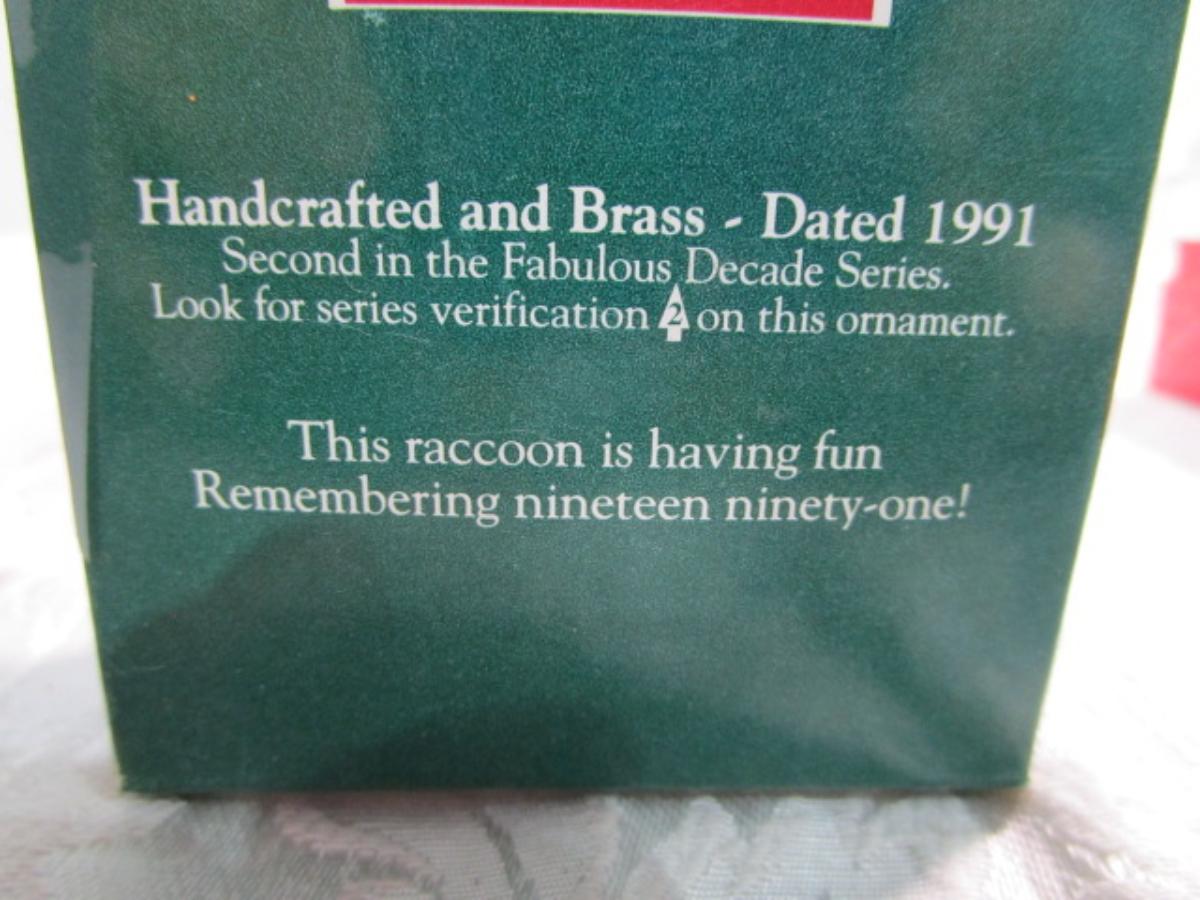 Handcrafted and Brass - Dated 1991
Second in the Fabulous Decade Series.
Look for series verification 2 on this ornament.
This raccoon is having fun
Remembering nineteen ninety-one!